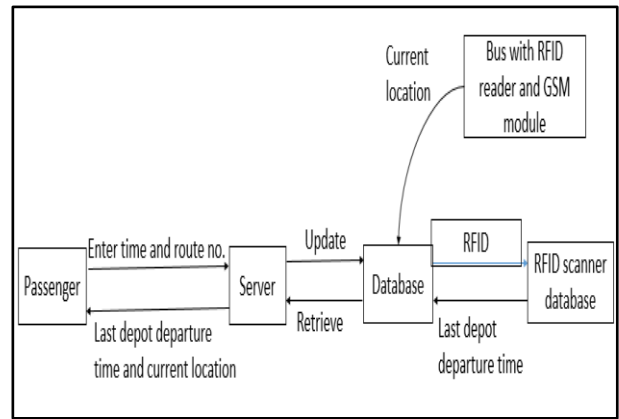 Current
location
Bus with RFID
reader and GSM
module
Passenger
Enter time and route no.
Last depot departure
time and current location
Server
Update
Retrieve
Database
RFID
Last depot
departure time
RFID scanner
database